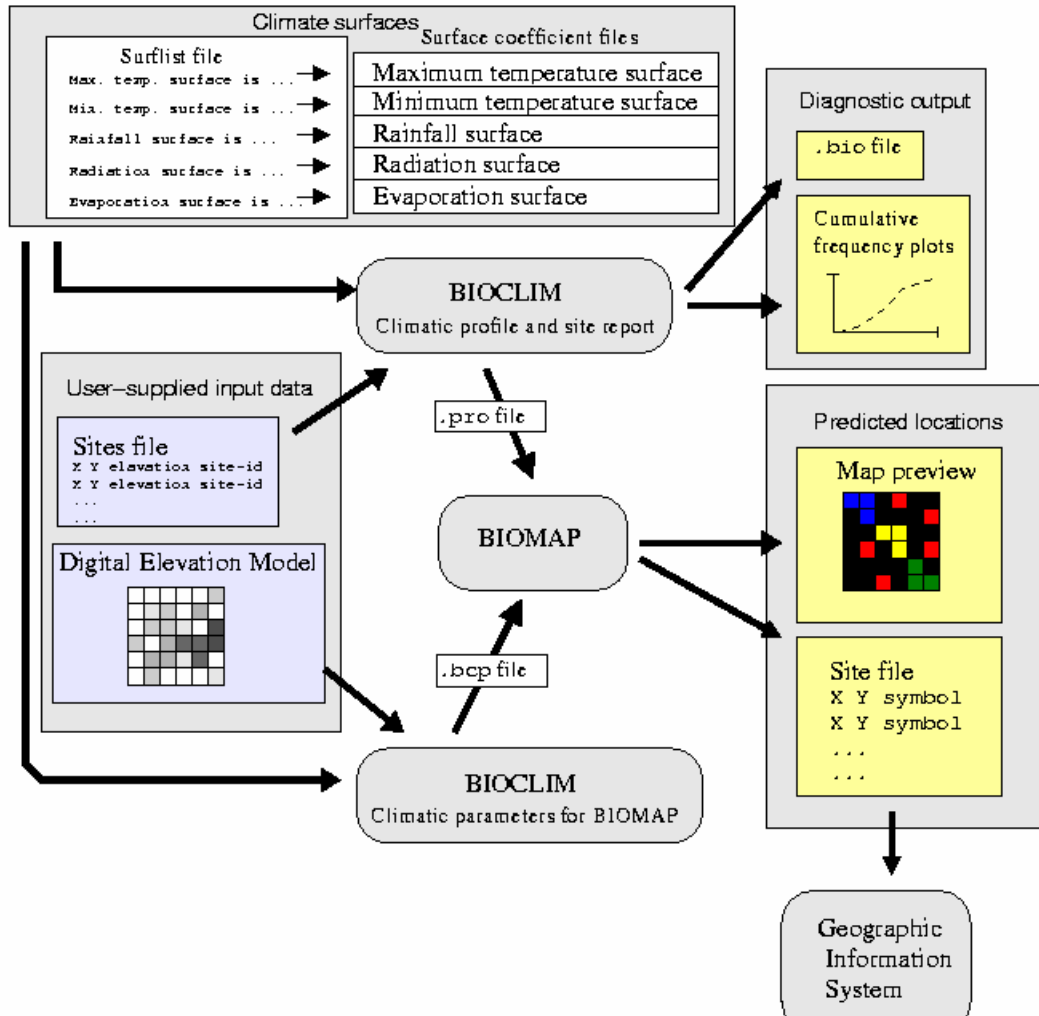 Climate surfaces
Surflist file
Max. temp. surface is ...
Min. temp. surface is ...
Rainfall surface is ...
Radiation surface is ...
Evaporation surface is ...
Surface coefficient files
Maximum temperature surface
Minimum temperature surface
Rainfall surface
Radiation surface
Evaporation surface
Diagnostic output
.bio file
Cumulative
frequency plots
BIOCLIM
Climatic profile and site report
User-supplied input data
Sites file
X Y elevation site-id
X Y elevation site-id
...
...
Digital Elevation Model
.pro file
BIOMAP
.bcp file
BIOCLIM
Climatic parameters for BIOMAP
Predicted locations
Map preview
Site file
X Y symbol
X Y symbol
...
...
Geographic
Information
System